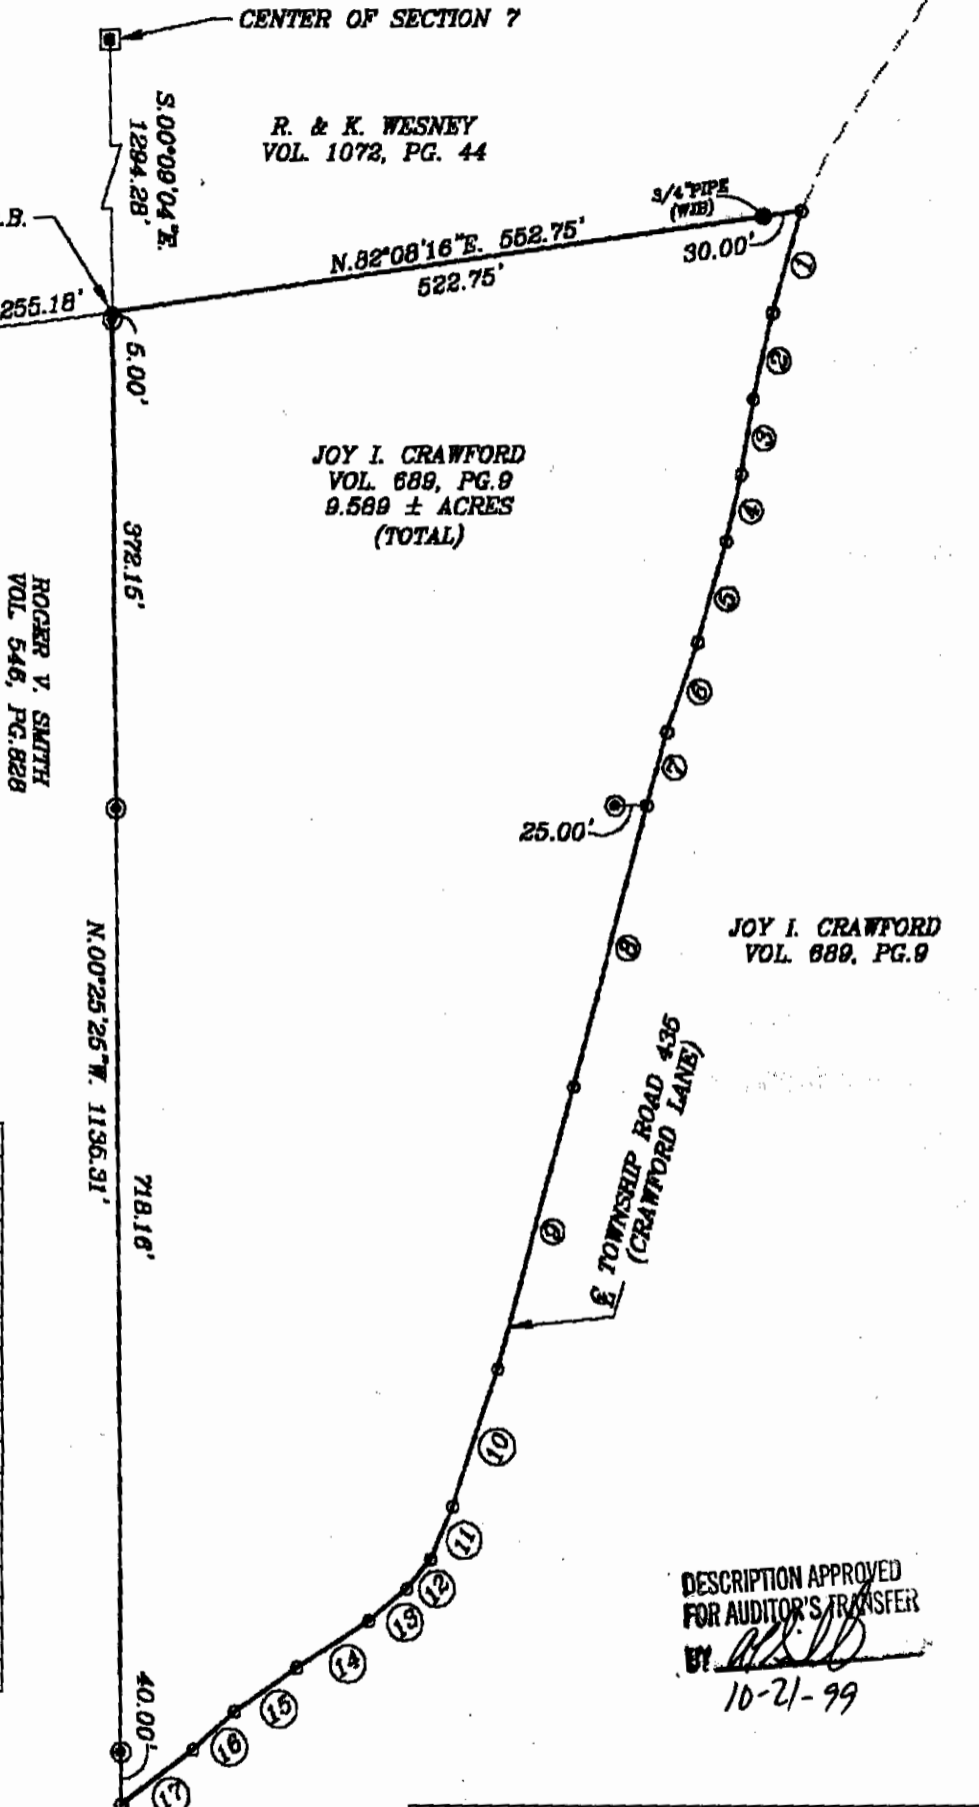 CENTER OF SECTION 7
S.00°09'04"E.
1294.28'
R. & K. WESNEY
VOL. 1072, PG. 44
3/4"PIPE
(WJB)
.B.
N.82°08'16"E. 552.75'
522.75'
30.00'
255.18'
5.00'
1
2
3
4
5
6
7
JOY I. CRAWFORD
VOL. 689, PG.9
9.589 ± ACRES
(TOTAL)
372.15'
ROGER V. SMITH
VOL. 546, PG.828
25.00'
8
JOY I. CRAWFORD
VOL. 689, PG.9
N.00°25'25"W. 1136.31'
718.16'
℄ TOWNSHIP ROAD 435
(CRAWFORD LANE)
9
10
11
12
13
14
15
16
17
40.00'
DESCRIPTION APPROVED
FOR AUDITOR'S TRANSFER
BY
10-21-99